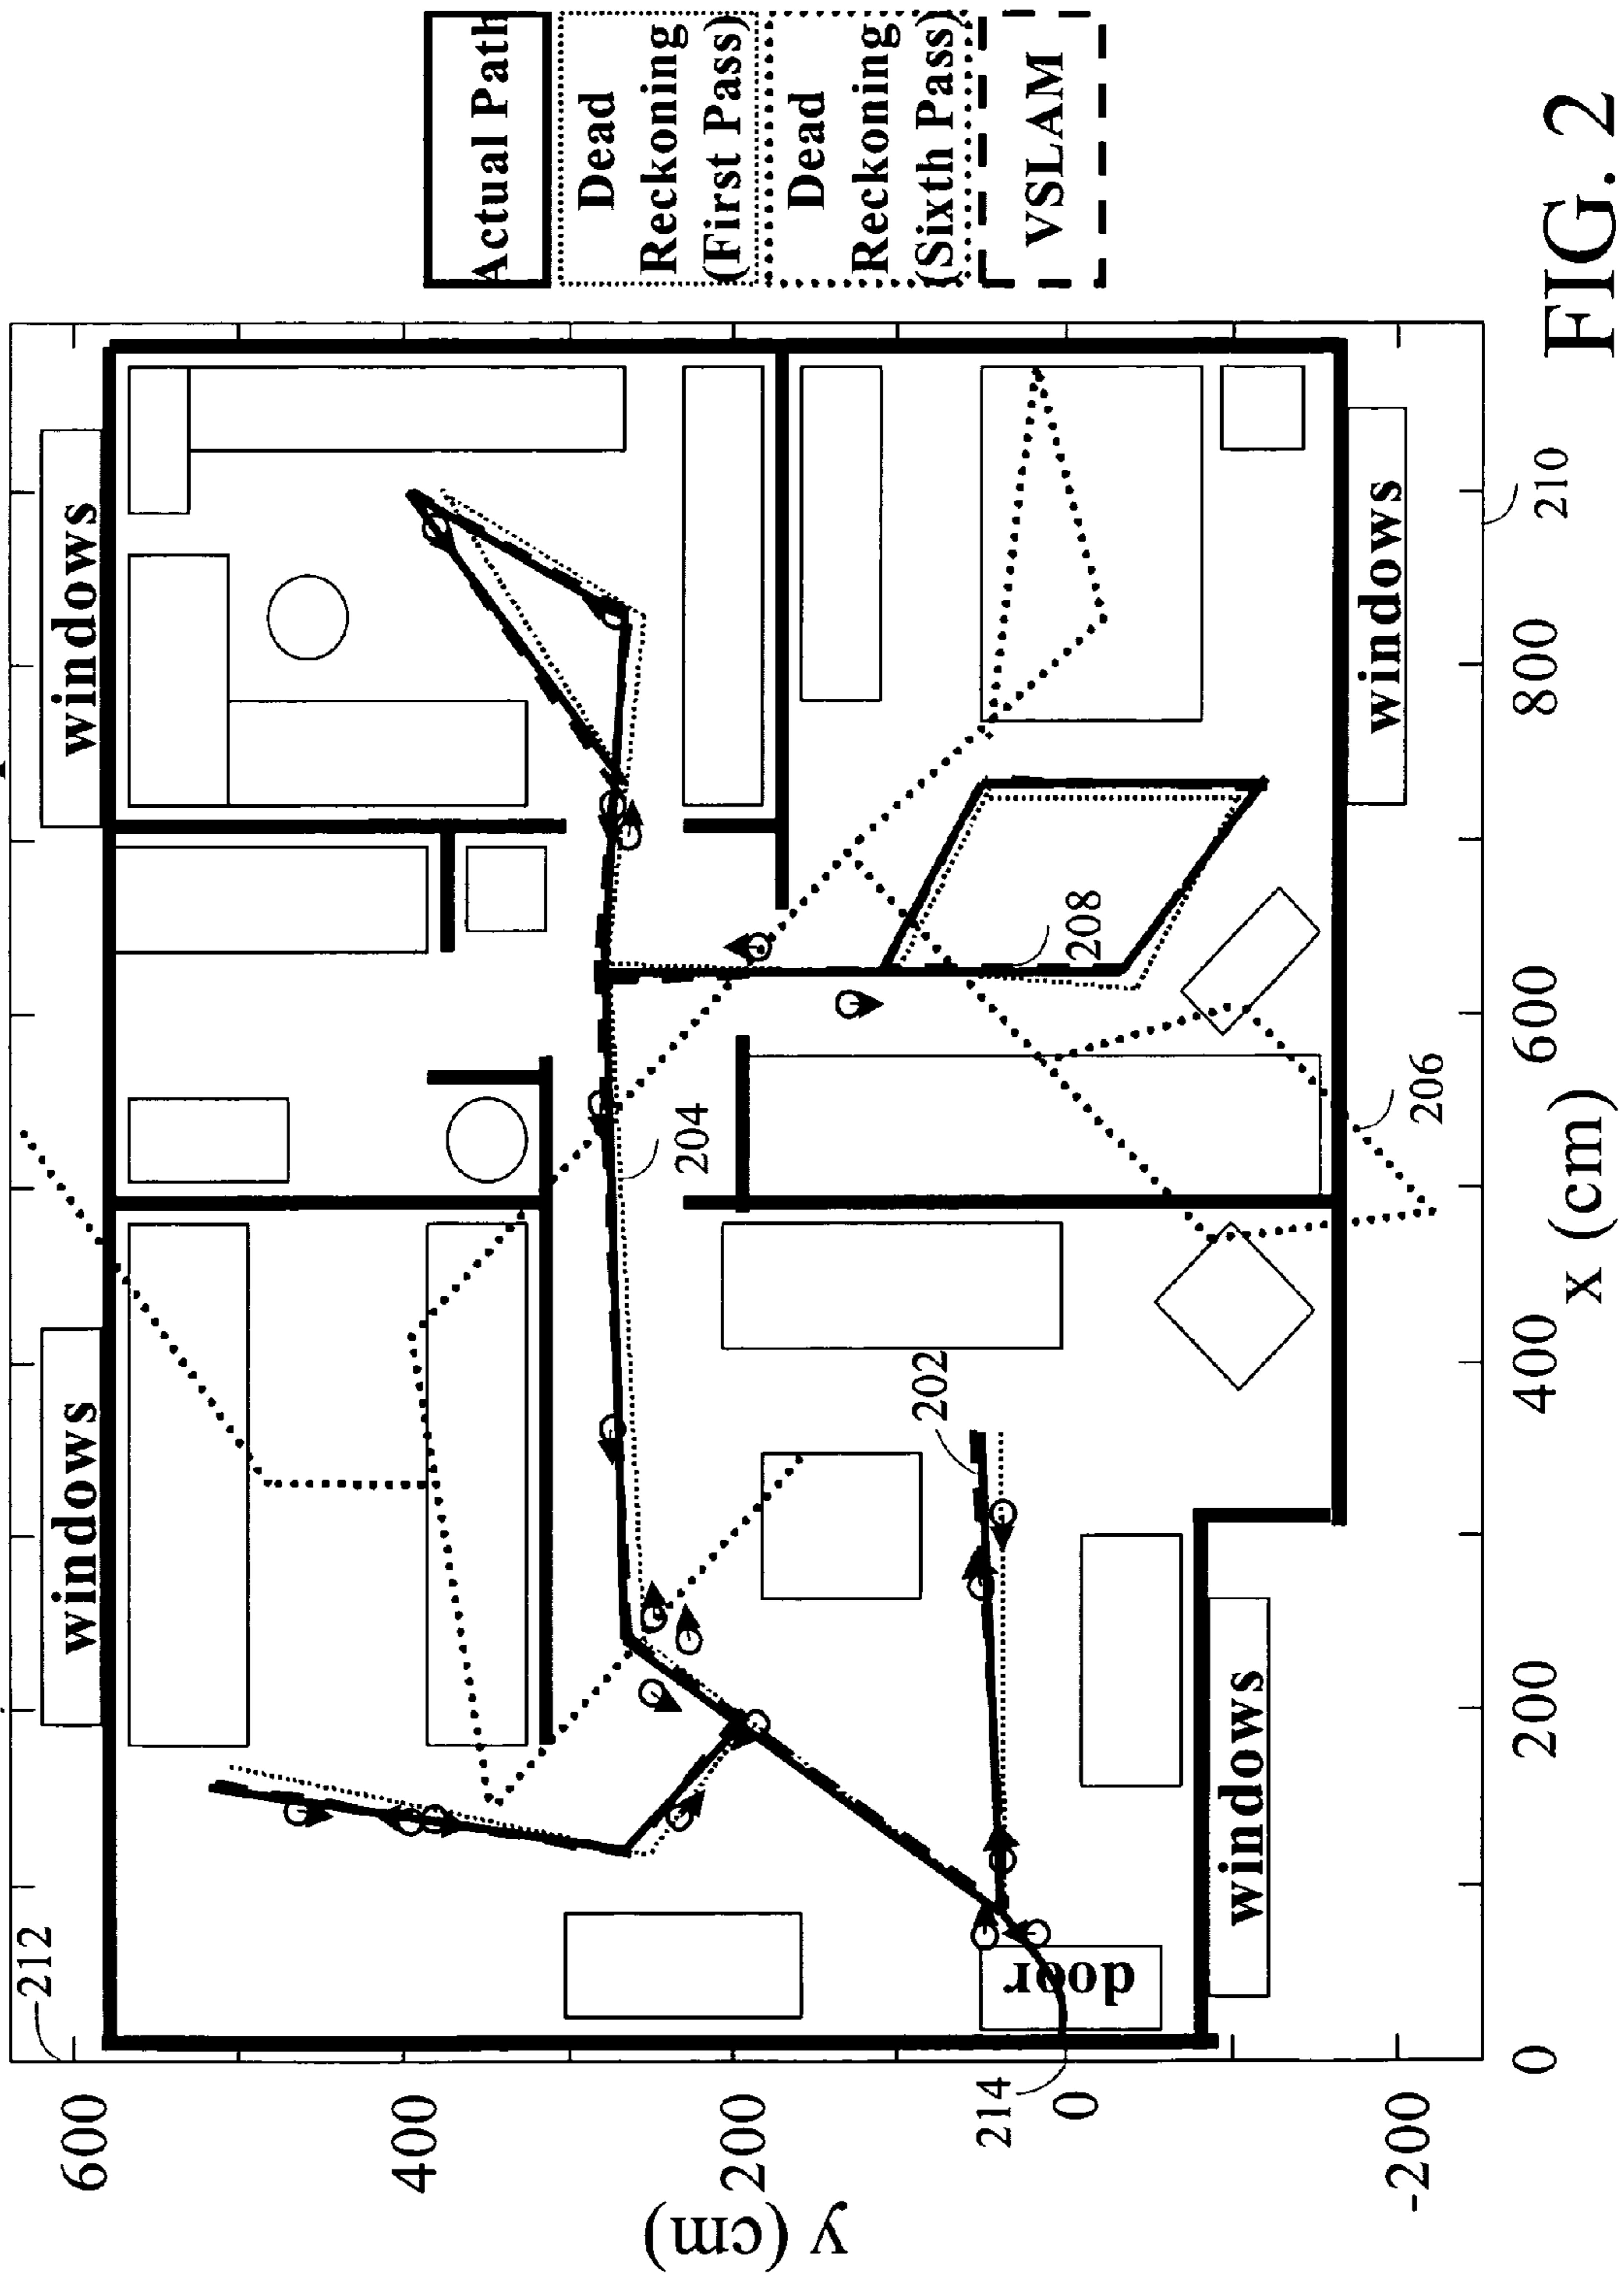 windows
windows
212
600
400
200
0
-200
y (cm)
214
door
202
204
208
windows
windows
206
210
0
200
400
600
800
x (cm)
Actual Path
Dead
Reckoning
(First Pass)
Dead
Reckoning
(Sixth Pass)
VSLAM
FIG. 2